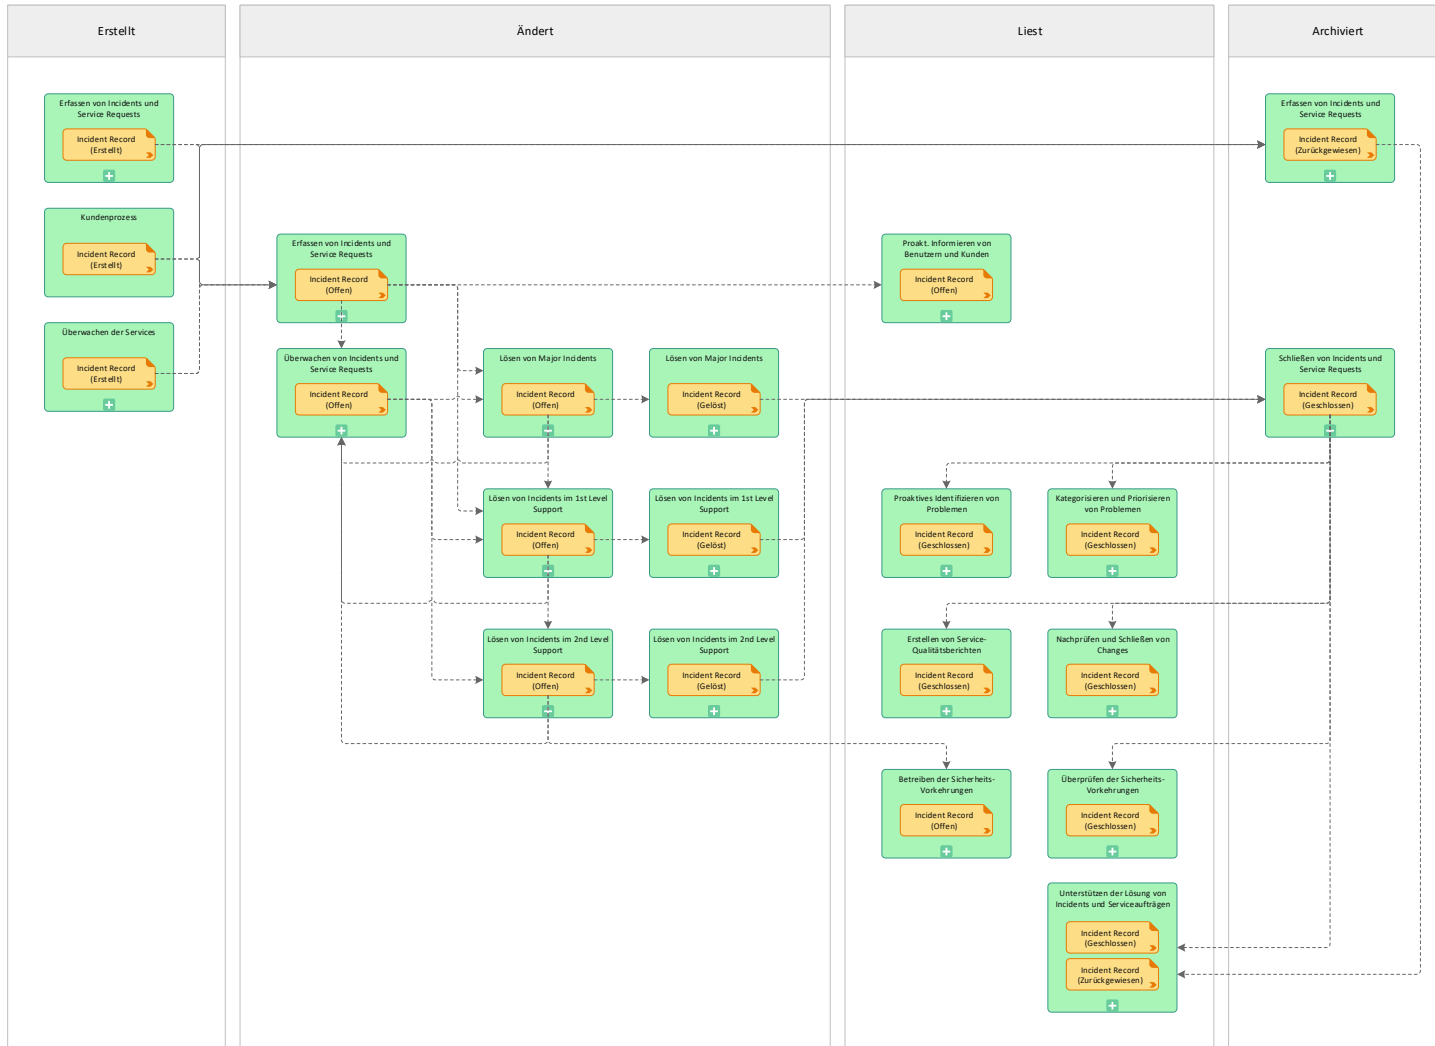 Erstellt
Ändert
Liest
Archiviert
Erfassen von Incidents und
Service Requests
Incident Record
(Erstellt)
Kundenprozess
Incident Record
(Erstellt)
Überwachen der Services
Incident Record
(Erstellt)
Erfassen von Incidents und
Service Requests
Incident Record
(Offen)
Überwachen von Incidents und
Service Requests
Incident Record
(Offen)
Lösen von Major Incidents
Incident Record
(Offen)
Lösen von Major Incidents
Incident Record
(Gelöst)
Lösen von Incidents im 1st Level
Support
Incident Record
(Offen)
Lösen von Incidents im 1st Level
Support
Incident Record
(Gelöst)
Lösen von Incidents im 2nd Level
Support
Incident Record
(Offen)
Lösen von Incidents im 2nd Level
Support
Incident Record
(Gelöst)
Proakt. Informieren von
Benutzern und Kunden
Incident Record
(Offen)
Proaktives Identifizieren von
Problemen
Incident Record
(Geschlossen)
Kategorisieren und Priorisieren
von Problemen
Incident Record
(Geschlossen)
Erstellen von Service-
Qualitätsberichten
Incident Record
(Geschlossen)
Nachprüfen und Schließen von
Changes
Incident Record
(Geschlossen)
Betreiben der Sicherheits-
Vorkehrungen
Incident Record
(Offen)
Überprüfen der Sicherheits-
Vorkehrungen
Incident Record
(Geschlossen)
Unterstützen der Lösung von
Incidents und Serviceaufträgen
Incident Record
(Geschlossen)
Incident Record
(Zurückgewiesen)
Erfassen von Incidents und
Service Requests
Incident Record
(Zurückgewiesen)
Schließen von Incidents und
Service Requests
Incident Record
(Geschlossen)